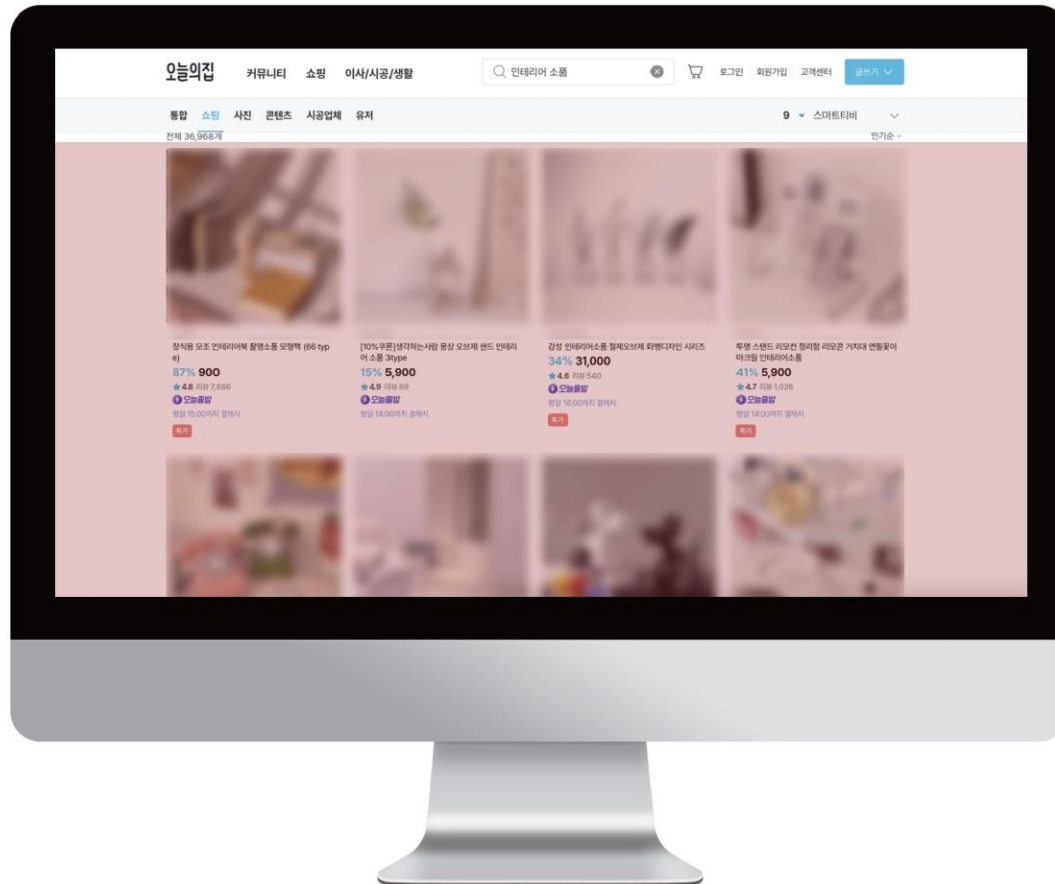 오늘의집 커뮤니티 쇼핑 이사/시공/생활 인테리어 소품 로그인 회원가입 고객센터 글쓰기
통합 쇼핑 사진 콘텐츠 시공업체 유저 9 스마트티비
전체 36,968개 인기순
장식용 모조 인테리어북 촬영소품 모형책 (66 typ
e)
87% 900
4.8 리뷰 7,886
오늘출발
평일 15:00까지 결제시
특가
[10%쿠폰]생각하는사람 몽상 오브제 샌드 인테리
어 소품 3type
15% 5,900
4.9 리뷰 69
오늘출발
평일 14:00까지 결제시
감성 인테리어소품 철제오브제 화병디자인 시리즈
34% 31,000
4.6 리뷰 540
오늘출발
평일 16:00까지 결제시
특가
투명 스탠드 리모컨 정리함 리모콘 거치대 연필꽂이
아크릴 인테리어소품
41% 5,900
4.7 리뷰 1,026
오늘출발
평일 14:00까지 결제시
특가